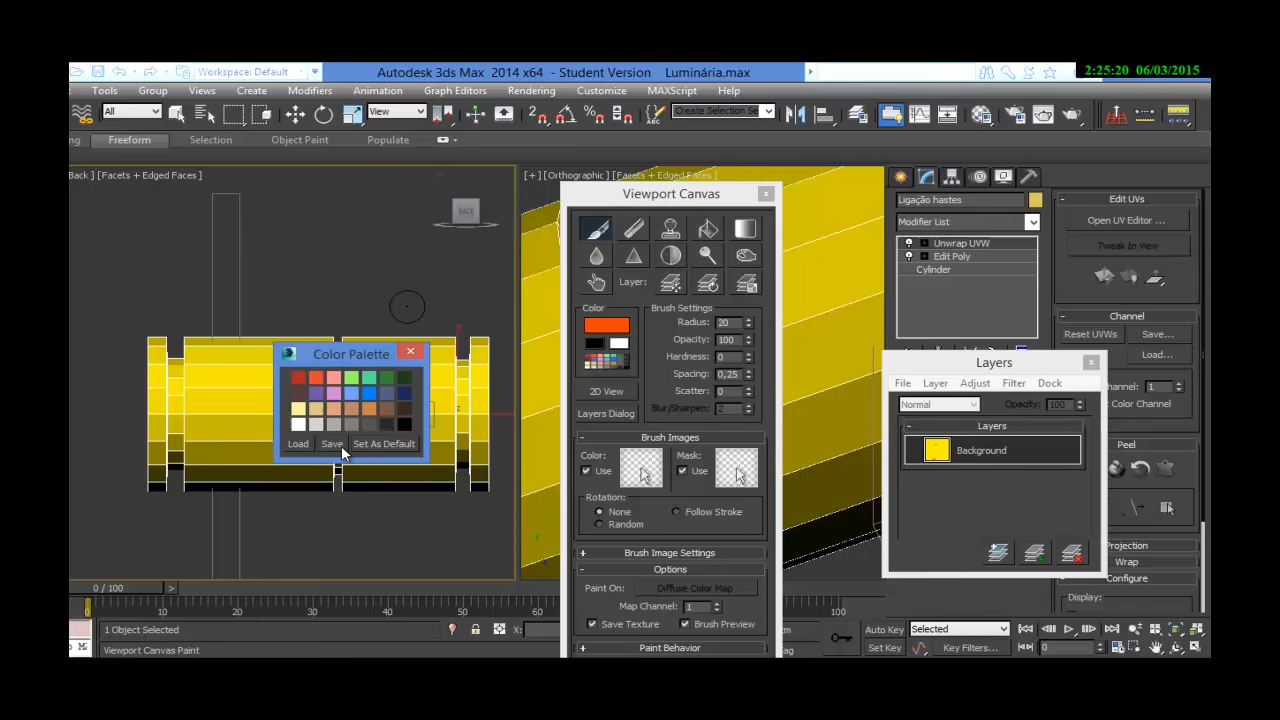 Workspace: Default
Autodesk 3ds Max 2014 x64 - Student Version Luminária.max
2:25:20 06/03/2015
Tools Group Views Create Modifiers Animation Graph Editors Rendering Customize MAXScript Help
All
View
Create Selection Se
Freeform Selection Object Paint Populate
Back ] [Facets + Edged Faces ]
[ + ] [Orthographic ] [Facets + Edged Faces ]
BACK
Viewport Canvas
Layer:
Color
Brush Settings
Radius: 20
Opacity: 100
Hardness: 0
Spacing: 0,25
Scatter: 0
Blur/Sharpen: 2
2D View
Layers Dialog
Brush Images
Color:
Use
Mask:
Use
Rotation:
None
Follow Stroke
Random
Brush Image Settings
Options
Paint On: Diffuse Color Map
Map Channel: 1
Save Texture
Brush Preview
Paint Behavior
Color Palette
Load Save Set As Default
Ligação hastes
Modifier List
Unwrap UVW
Edit Poly
Cylinder
Edit UVs
Open UV Editor ...
Tweak In View
Channel
Reset UVWs
Save...
Load...
Channel: 1
Color Channel
Peel
Projection
Wrap
Configure
Display:
Layers
File Layer Adjust Filter Dock
Normal
Opacity: 100
Layers
Background
0 / 100
0 10 20 30 40 50 60
100
1 Object Selected
X:
Viewport Canvas Paint
Auto Key
Selected
Set Key
Key Filters...
0